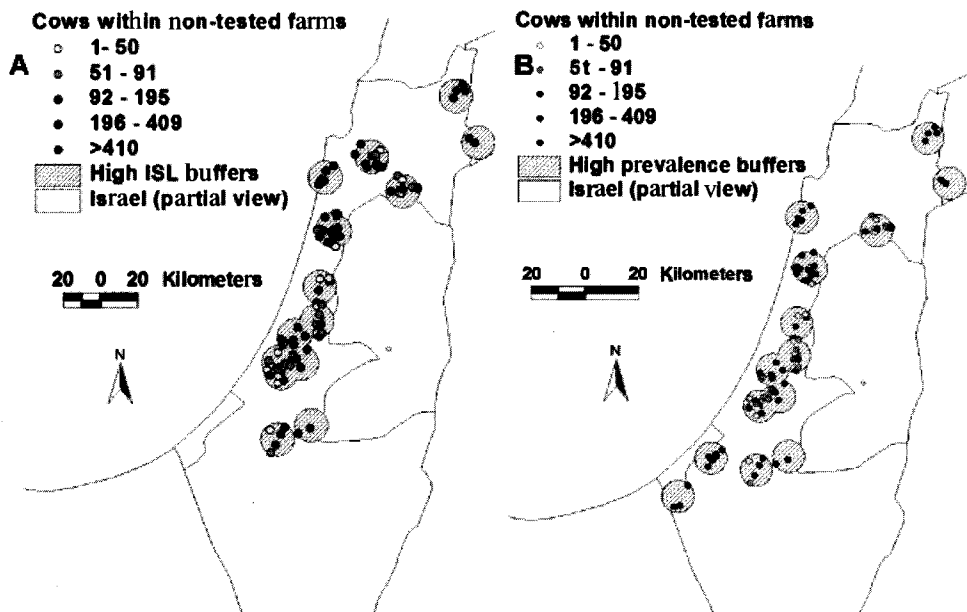 A
Cows within non-tested farms
1- 50
51 - 91
92 - 195
196 - 409
>410
High ISL buffers
Israel (partial view)
20 0 20 Kilometers
N
B
Cows within non-tested farms
1 - 50
5t - 91
92 - 195
196 - 409
>410
High prevalence buffers
Israel (partial view)
20 0 20 Kilometers
N